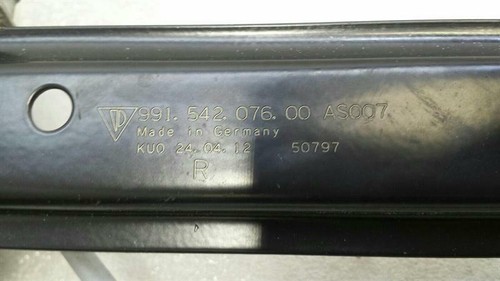 991. 542. 076. 00 AS007
Made in Germany
KUO 24.04.12 50797
R